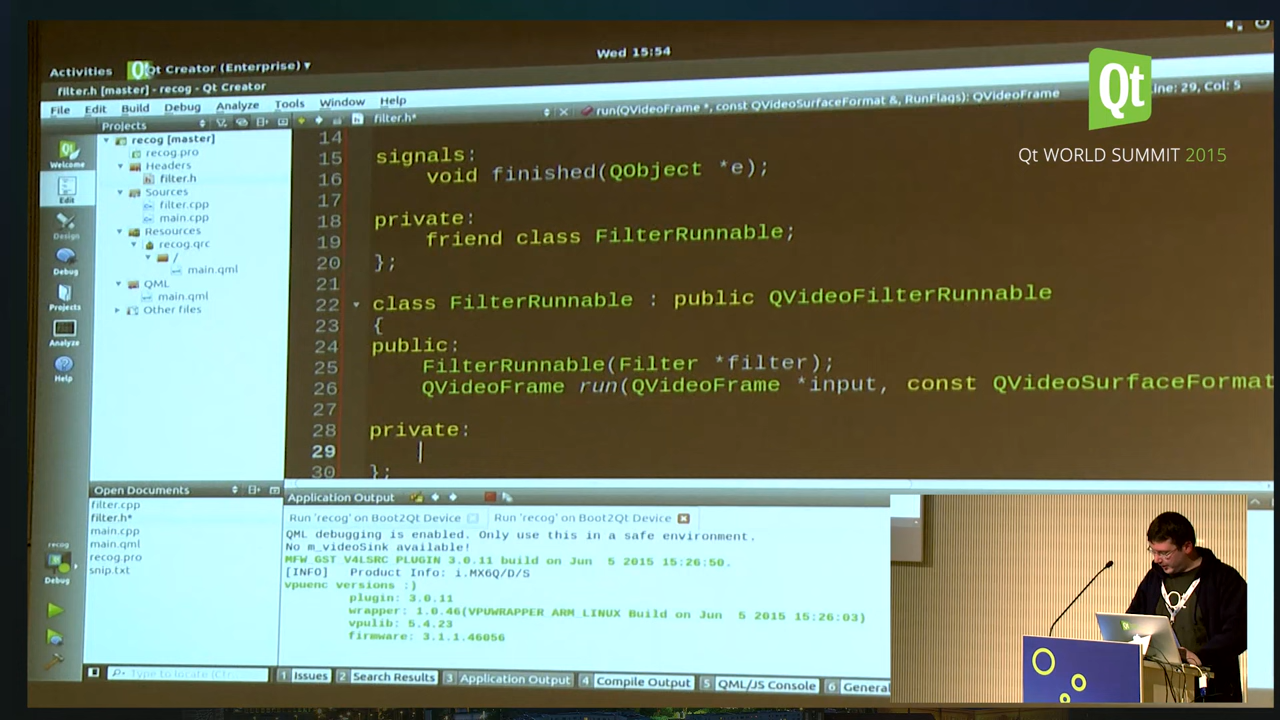 Wed 15:54
Activities
Qt Creator (Enterprise) ▾
filter.h [master] - recog - Qt Creator
File Edit Build Debug Analyze Tools Window Help
Projects
filter.h*
run(QVideoFrame *, const QVideoSurfaceFormat &, RunFlags): QVideoFrame
Line: 29, Col: 5
Qt
Qt WORLD SUMMIT 2015
Welcome
Edit
Design
Debug
Projects
Analyze
Help
recog [master]
recog.pro
Headers
filter.h
Sources
filter.cpp
main.cpp
Resources
recog.qrc
/
main.qml
QML
main.qml
Other files
14
15 signals:
16 void finished(QObject *e);
17
18 private:
19 friend class FilterRunnable;
20 };
21
22 class FilterRunnable : public QVideoFilterRunnable
23 {
24 public:
25 FilterRunnable(Filter *filter);
26 QVideoFrame run(QVideoFrame *input, const QVideoSurfaceFormat
27
28 private:
29
30 };
Open Documents
filter.cpp
filter.h*
main.cpp
main.qml
recog.pro
snip.txt
recog
Debug
Application Output
Run 'recog' on Boot2Qt Device
Run 'recog' on Boot2Qt Device
QML debugging is enabled. Only use this in a safe environment.
No m_videoSink available!
MFW GST V4LSRC PLUGIN 3.0.11 build on Jun 5 2015 15:26:50.
[INFO] Product Info: i.MX6Q/D/S
vpuenc versions :)
plugin: 3.0.11
wrapper: 1.0.46(VPUWRAPPER ARM_LINUX Build on Jun 5 2015 15:26:03)
vpulib: 5.4.23
firmware: 3.1.1.46056
Type to locate (Ctr
1 Issues
2 Search Results
3 Application Output
4 Compile Output
5 QML/JS Console
6 General